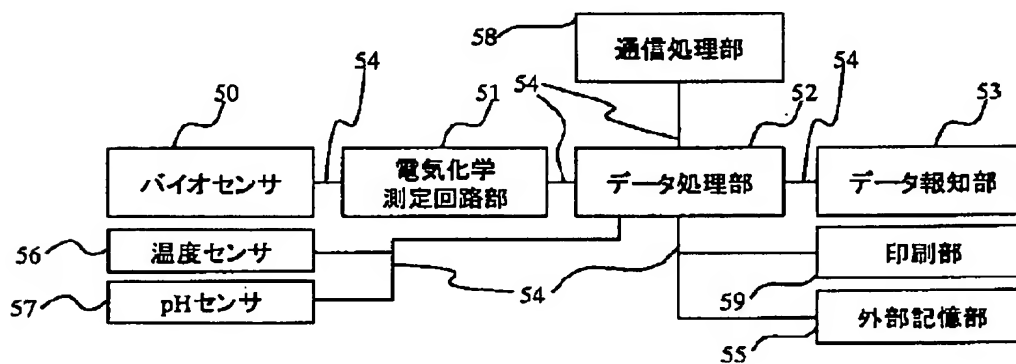 58
通信処理部
54
54
50
51
52
53
バイオセンサ
電気化学
測定回路部
データ処理部
データ報知部
54
56
温度センサ
印刷部
57
pHセンサ
54
59
外部記憶部
55